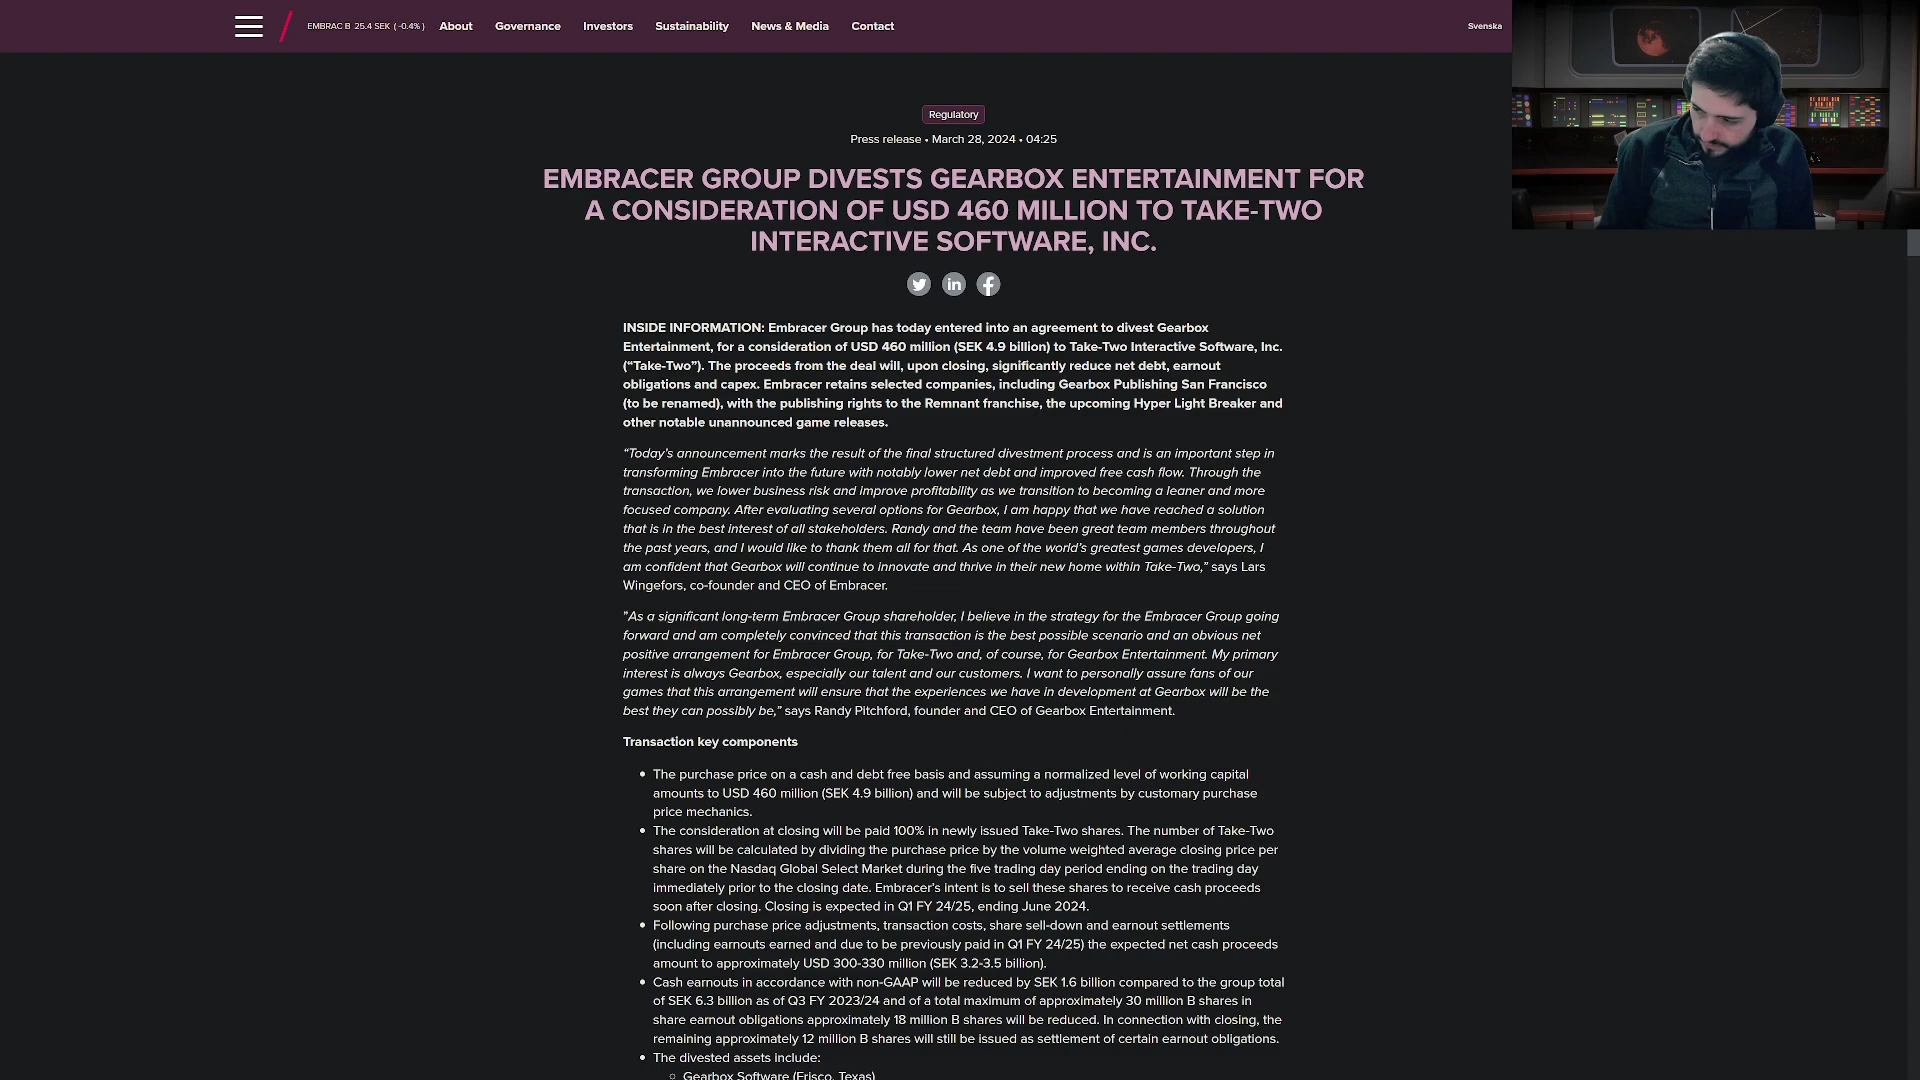 EMBRAC B 25.4 SEK ( -0.4% ) About Governance Investors Sustainability News & Media Contact Svenska
Regulatory
Press release • March 28, 2024 • 04:25
EMBRACER GROUP DIVESTS GEARBOX ENTERTAINMENT FOR
A CONSIDERATION OF USD 460 MILLION TO TAKE-TWO
INTERACTIVE SOFTWARE, INC.
INSIDE INFORMATION: Embracer Group has today entered into an agreement to divest Gearbox
Entertainment, for a consideration of USD 460 million (SEK 4.9 billion) to Take-Two Interactive Software, Inc.
(“Take-Two”). The proceeds from the deal will, upon closing, significantly reduce net debt, earnout
obligations and capex. Embracer retains selected companies, including Gearbox Publishing San Francisco
(to be renamed), with the publishing rights to the Remnant franchise, the upcoming Hyper Light Breaker and
other notable unannounced game releases.
“Today’s announcement marks the result of the final structured divestment process and is an important step in
transforming Embracer into the future with notably lower net debt and improved free cash flow. Through the
transaction, we lower business risk and improve profitability as we transition to becoming a leaner and more
focused company. After evaluating several options for Gearbox, I am happy that we have reached a solution
that is in the best interest of all stakeholders. Randy and the team have been great team members throughout
the past years, and I would like to thank them all for that. As one of the world’s greatest games developers, I
am confident that Gearbox will continue to innovate and thrive in their new home within Take-Two,” says Lars
Wingefors, co-founder and CEO of Embracer.
”As a significant long-term Embracer Group shareholder, I believe in the strategy for the Embracer Group going
forward and am completely convinced that this transaction is the best possible scenario and an obvious net
positive arrangement for Embracer Group, for Take-Two and, of course, for Gearbox Entertainment. My primary
interest is always Gearbox, especially our talent and our customers. I want to personally assure fans of our
games that this arrangement will ensure that the experiences we have in development at Gearbox will be the
best they can possibly be,” says Randy Pitchford, founder and CEO of Gearbox Entertainment.
Transaction key components
• The purchase price on a cash and debt free basis and assuming a normalized level of working capital
amounts to USD 460 million (SEK 4.9 billion) and will be subject to adjustments by customary purchase
price mechanics.
• The consideration at closing will be paid 100% in newly issued Take-Two shares. The number of Take-Two
shares will be calculated by dividing the purchase price by the volume weighted average closing price per
share on the Nasdaq Global Select Market during the five trading day period ending on the trading day
immediately prior to the closing date. Embracer’s intent is to sell these shares to receive cash proceeds
soon after closing. Closing is expected in Q1 FY 24/25, ending June 2024.
• Following purchase price adjustments, transaction costs, share sell-down and earnout settlements
(including earnouts earned and due to be previously paid in Q1 FY 24/25) the expected net cash proceeds
amount to approximately USD 300-330 million (SEK 3.2-3.5 billion).
• Cash earnouts in accordance with non-GAAP will be reduced by SEK 1.6 billion compared to the group total
of SEK 6.3 billion as of Q3 FY 2023/24 and of a total maximum of approximately 30 million B shares in
share earnout obligations approximately 18 million B shares will be reduced. In connection with closing, the
remaining approximately 12 million B shares will still be issued as settlement of certain earnout obligations.
• The divested assets include:
○ Gearbox Software (Frisco, Texas)